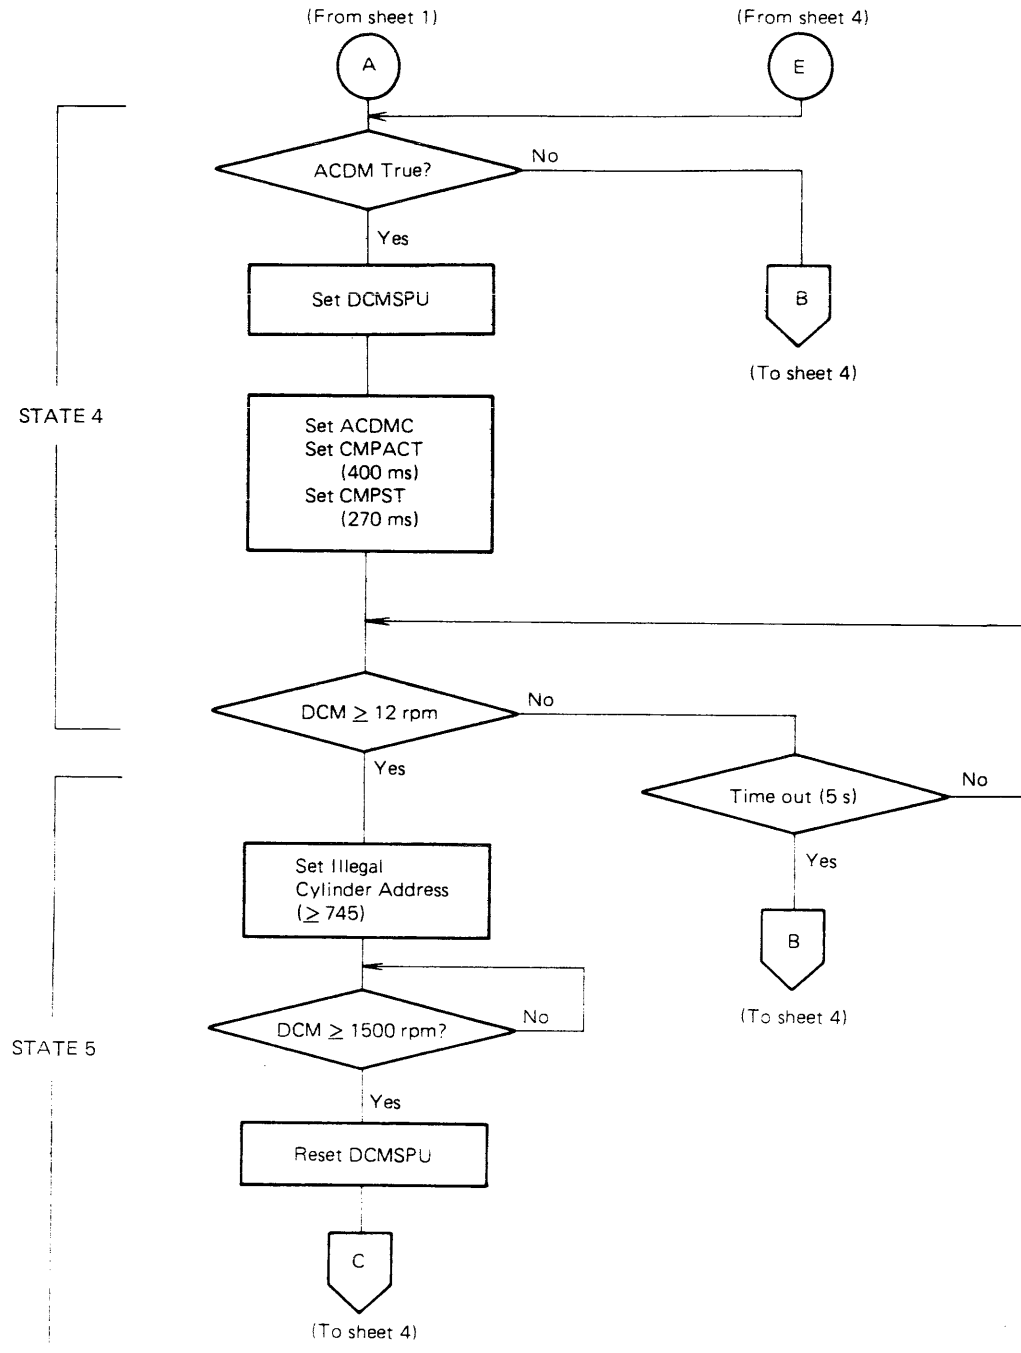 (From sheet 1)
(From sheet 4)
A
E
ACDM True?
No
Yes
Set DCMSPU
B
(To sheet 4)
STATE 4
Set ACDMC
Set CMPACT
(400 ms)
Set CMPST
(270 ms)
DCM ≥ 12 rpm
No
Yes
Time out (5 s)
No
Yes
Set Illegal
Cylinder Address
(≥ 745)
B
(To sheet 4)
DCM ≥ 1500 rpm?
No
STATE 5
Yes
Reset DCMSPU
C
(To sheet 4)